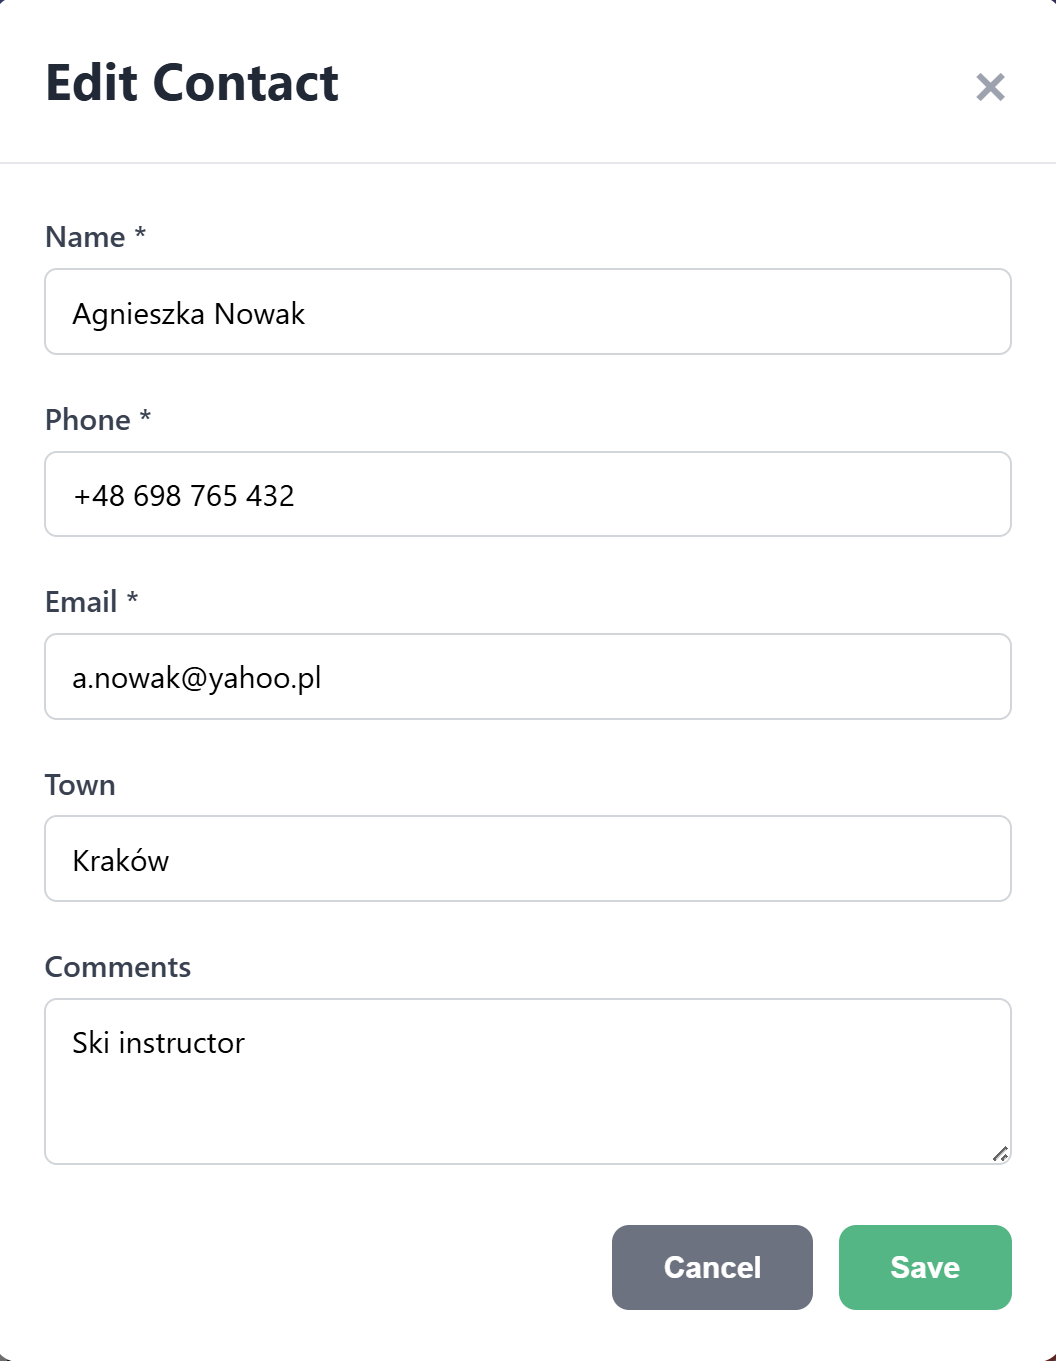 Edit Contact
Name *
Agnieszka Nowak
Phone *
+48 698 765 432
Email *
a.nowak@yahoo.pl
Town
Kraków
Comments
Ski instructor
Cancel
Save